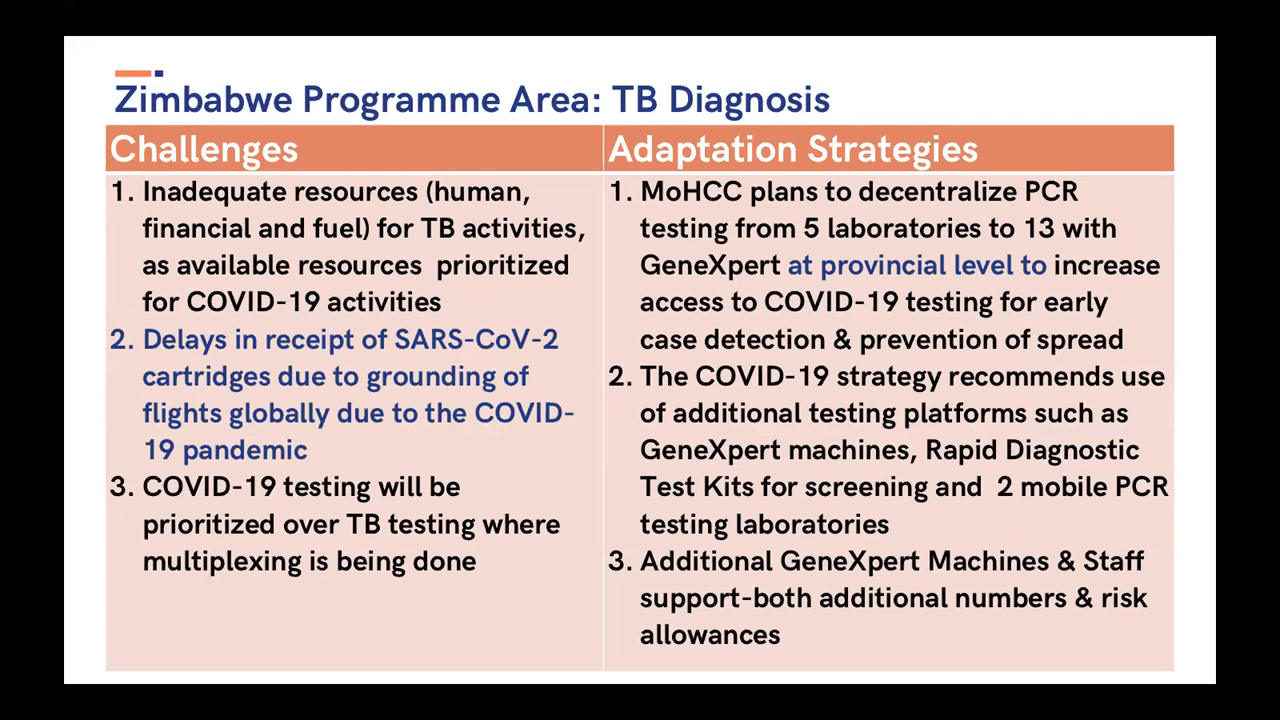 Zimbabwe Programme Area: TB Diagnosis
Challenges
1. Inadequate resources (human,
financial and fuel) for TB activities,
as available resources prioritized
for COVID-19 activities
2. Delays in receipt of SARS-CoV-2
cartridges due to grounding of
flights globally due to the COVID-
19 pandemic
3. COVID-19 testing will be
prioritized over TB testing where
multiplexing is being done
Adaptation Strategies
1. MoHCC plans to decentralize PCR
testing from 5 laboratories to 13 with
GeneXpert at provincial level to increase
access to COVID-19 testing for early
case detection & prevention of spread
2. The COVID-19 strategy recommends use
of additional testing platforms such as
GeneXpert machines, Rapid Diagnostic
Test Kits for screening and 2 mobile PCR
testing laboratories
3. Additional GeneXpert Machines & Staff
support-both additional numbers & risk
allowances